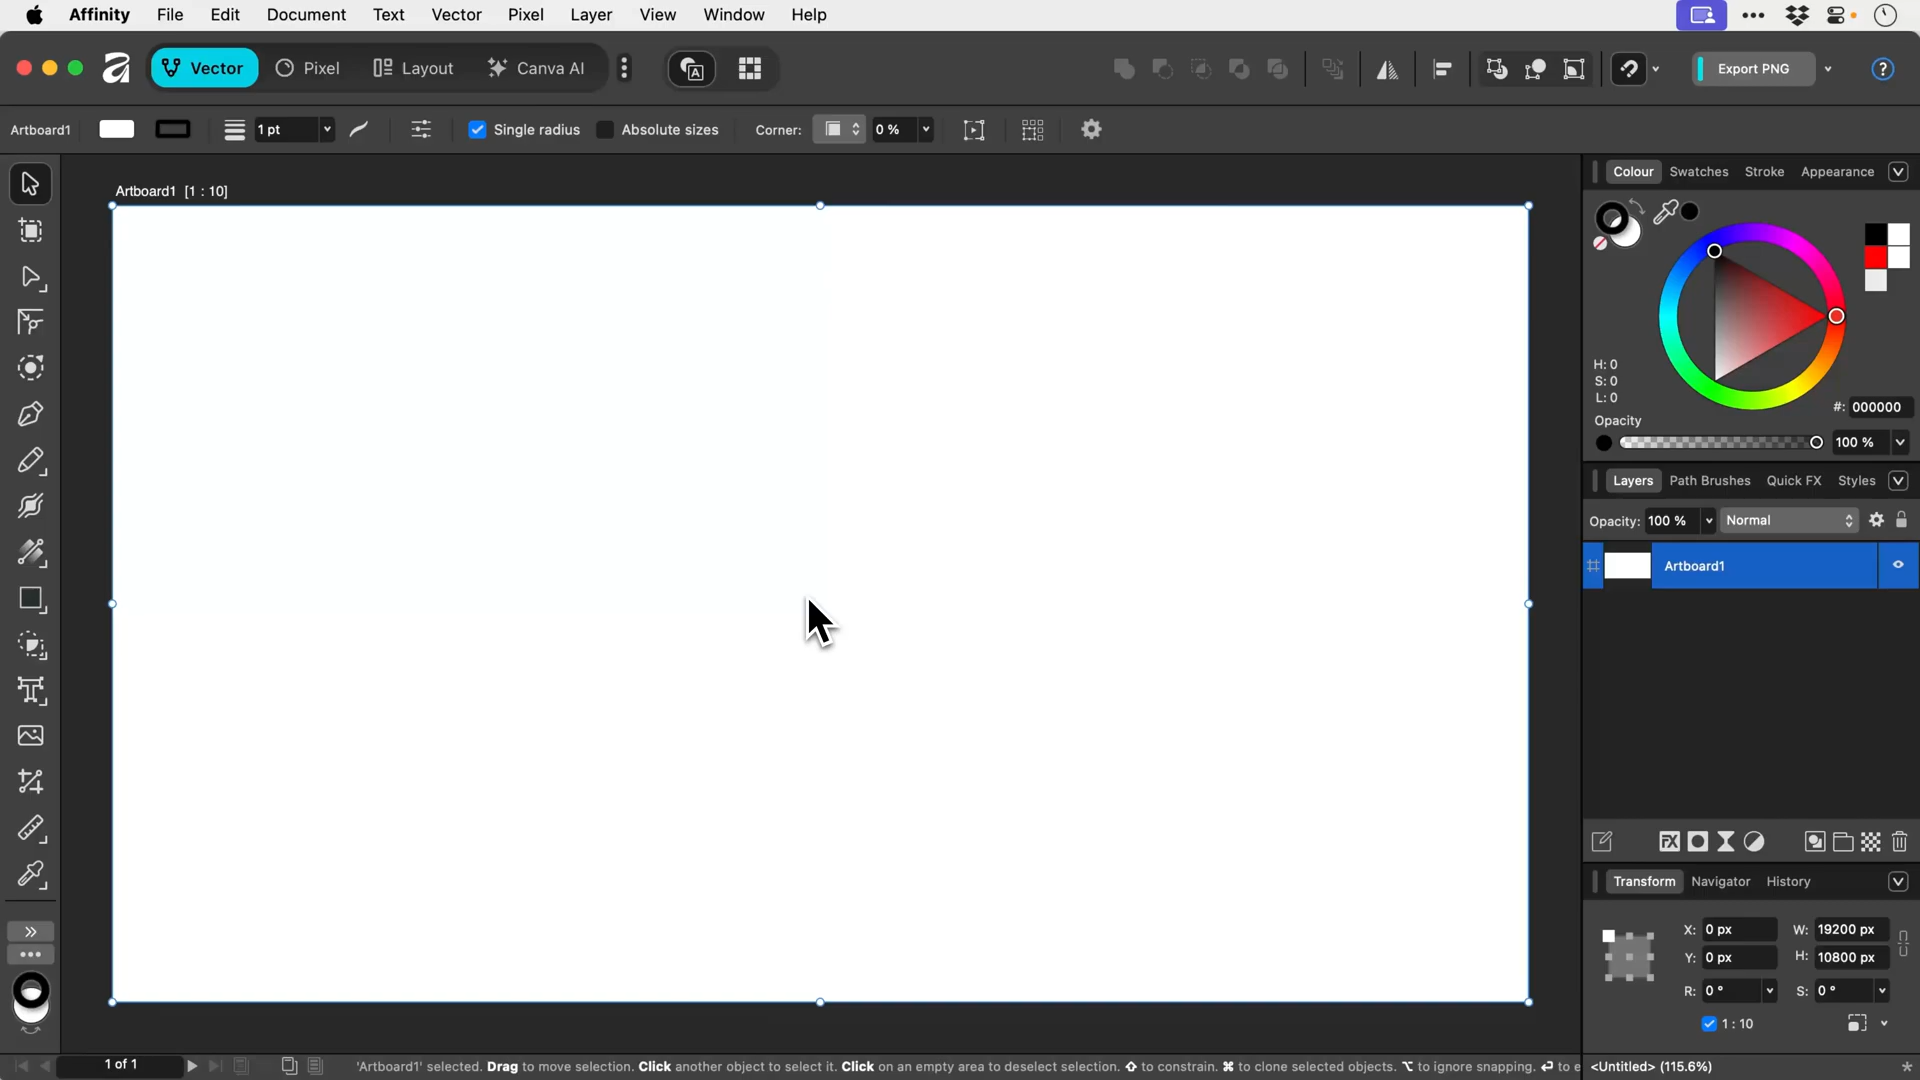 Affinity File Edit Document Text Vector Pixel Layer View Window Help
Vector Pixel Layout Canva AI Export PNG ?
Artboard1 1 pt Single radius Absolute sizes Corner: 0 %
Artboard1 [1 : 10]
Colour Swatches Stroke Appearance
H: 0
S: 0
L: 0
#: 000000
Opacity
100 %
Layers Path Brushes Quick FX Styles
Opacity: 100 % Normal
Artboard1
FX
Transform Navigator History
X: 0 px W: 19200 px
Y: 0 px H: 10800 px
R: 0 ° S: 0 °
1 : 10
1 of 1 'Artboard1' selected. Drag to move selection. Click another object to select it. Click on an empty area to deselect selection. ⇧ to constrain. ⌘ to clone selected objects. ⌥ to ignore snapping. ⏎ to e <Untitled> (115.6%) *